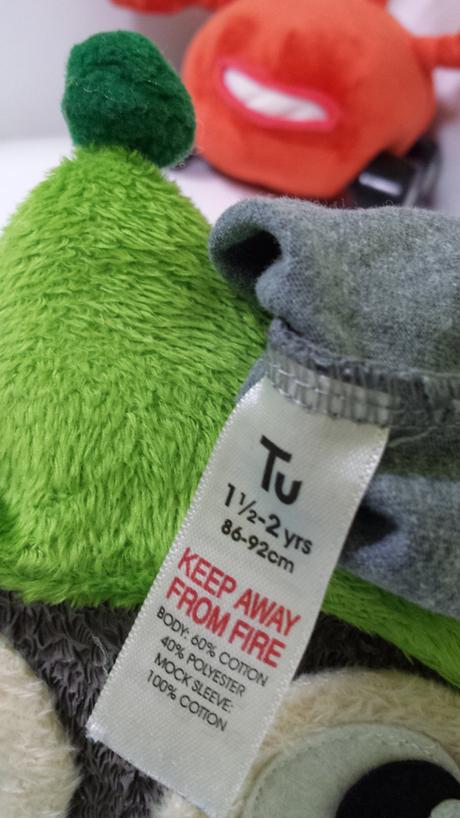 Tu
1½-2 yrs
86-92cm
KEEP AWAY
FROM FIRE
BODY: 60% COTTON
40% POLYESTER
MOCK SLEEVE:
100% COTTON